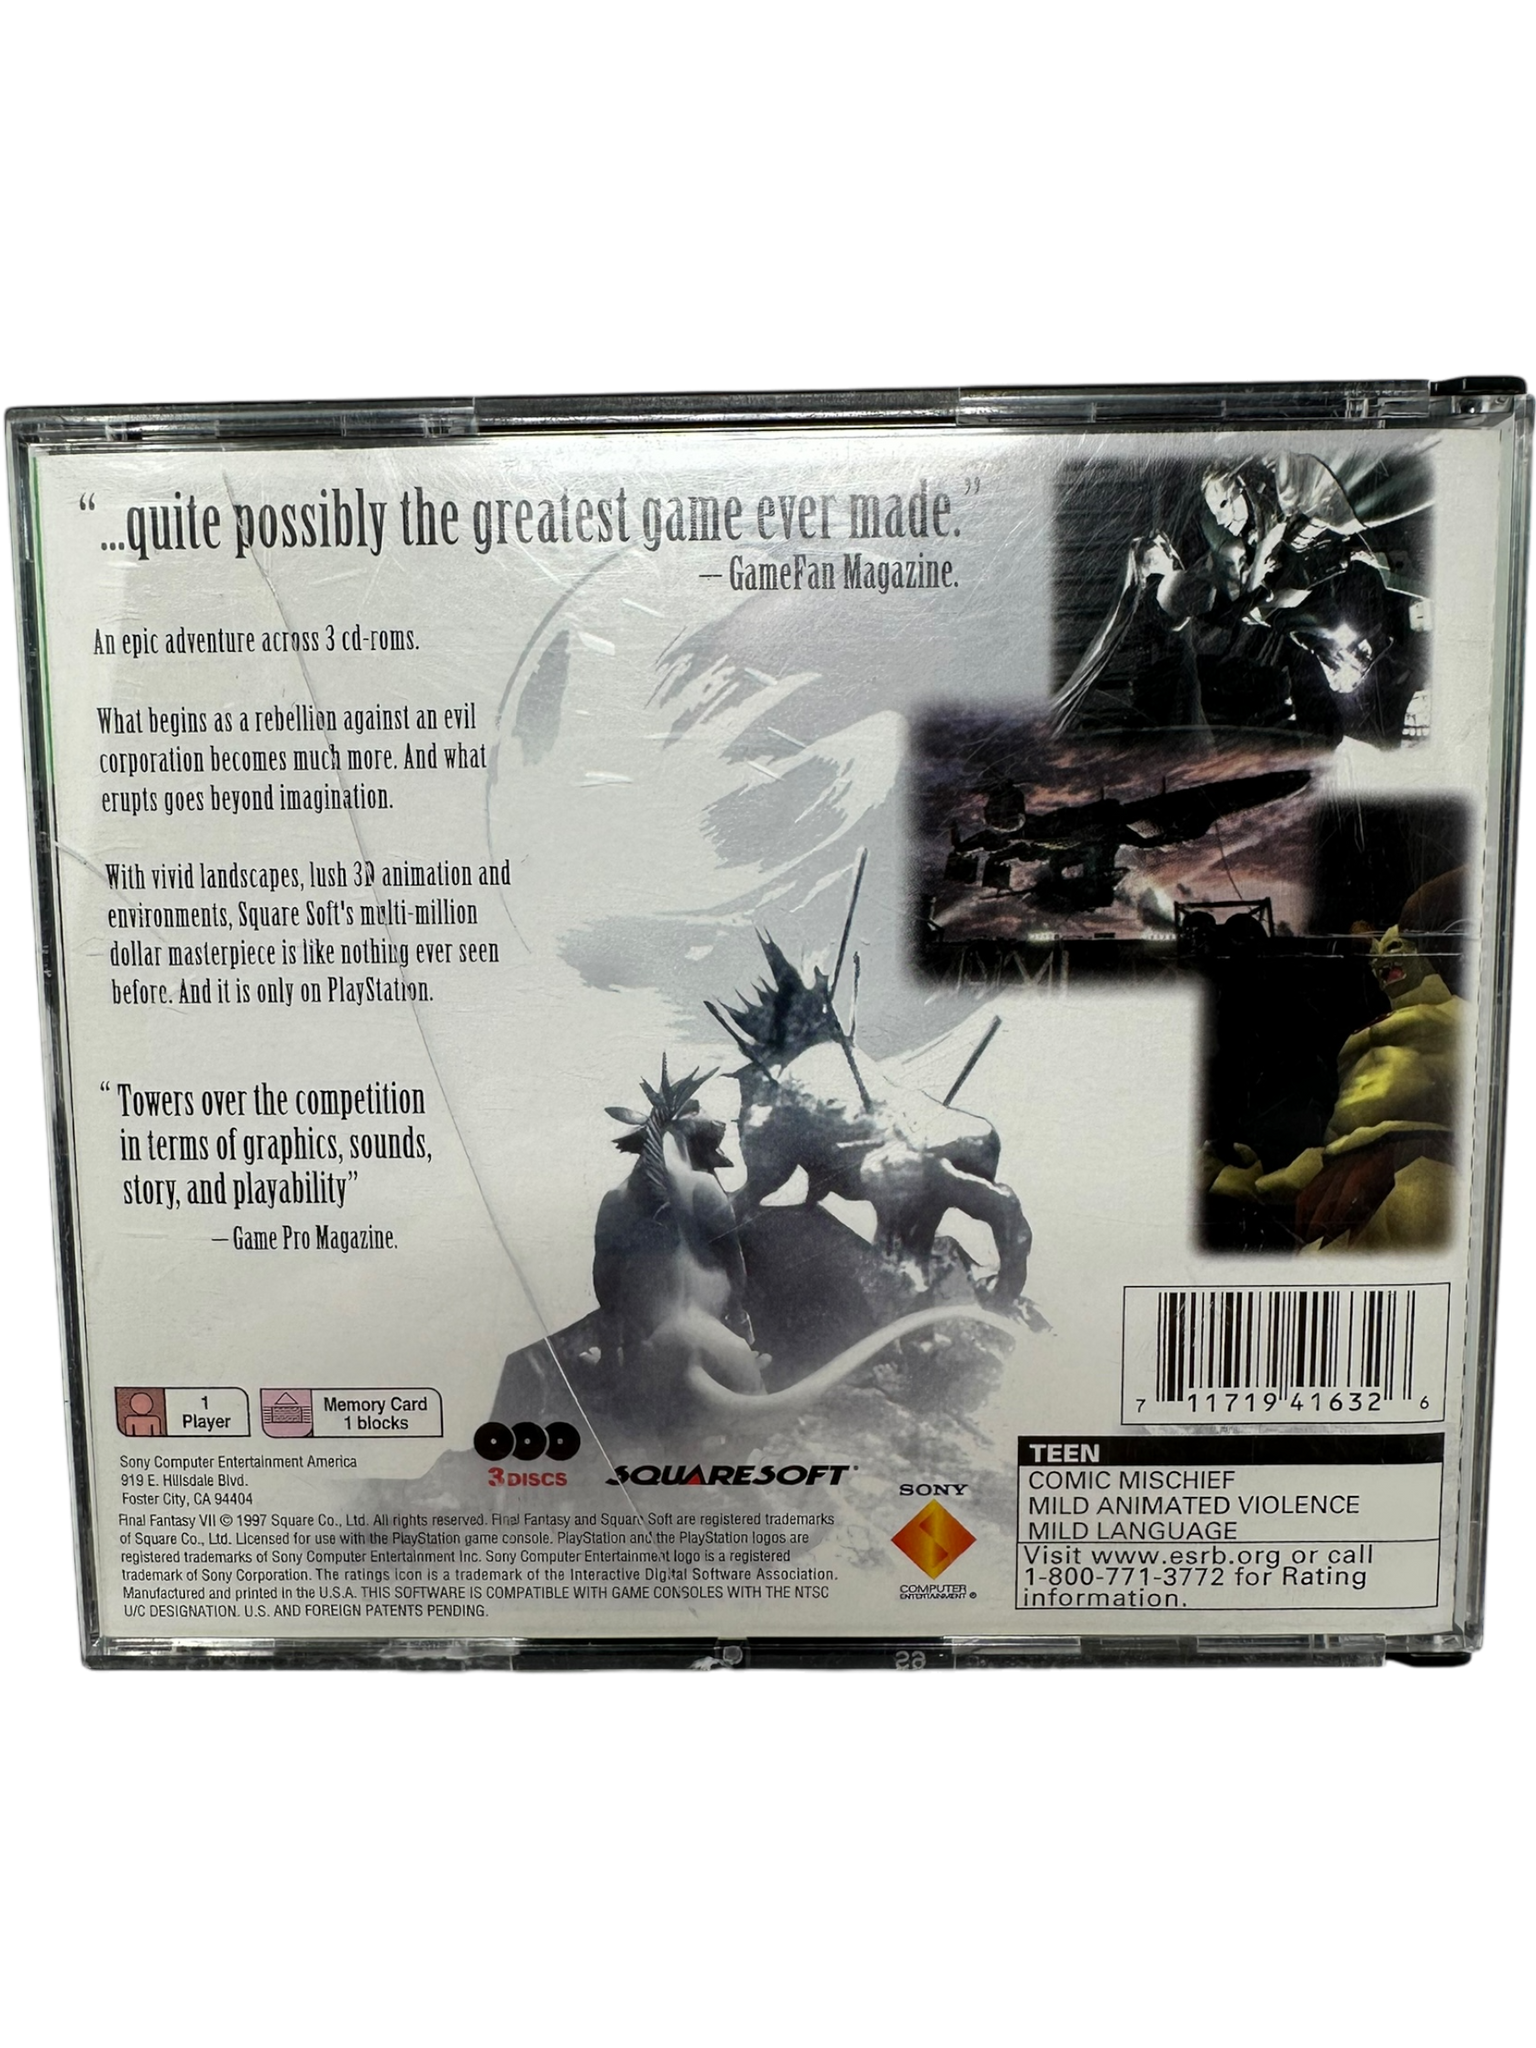 “...quite possibly the greatest game ever made.”
— GameFan Magazine.
An epic adventure across 3 cd-roms.
What begins as a rebellion against an evil
corporation becomes much more. And what
erupts goes beyond imagination.
With vivid landscapes, lush 3D animation and
environments, Square Soft's multi-million
dollar masterpiece is like nothing ever seen
before. And it is only on PlayStation.
“Towers over the competition
in terms of graphics, sounds,
story, and playability”
— Game Pro Magazine.
1
Player
Memory Card
1 blocks
3 DISCS
SQUARESOFT
SONY
COMPUTER
ENTERTAINMENT ®
Sony Computer Entertainment America
919 E. Hillsdale Blvd.
Foster City, CA 94404
Final Fantasy VII © 1997 Square Co., Ltd. All rights reserved. Final Fantasy and Square Soft are registered trademarks
of Square Co., Ltd. Licensed for use with the PlayStation game console. PlayStation and the PlayStation logos are
registered trademarks of Sony Computer Entertainment Inc. Sony Computer Entertainment logo is a registered
trademark of Sony Corporation. The ratings icon is a trademark of the Interactive Digital Software Association.
Manufactured and printed in the U.S.A. THIS SOFTWARE IS COMPATIBLE WITH GAME CONSOLES WITH THE NTSC
U/C DESIGNATION. U.S. AND FOREIGN PATENTS PENDING.
7 11719 41632 6
TEEN
COMIC MISCHIEF
MILD ANIMATED VIOLENCE
MILD LANGUAGE
Visit www.esrb.org or call
1-800-771-3772 for Rating
information.